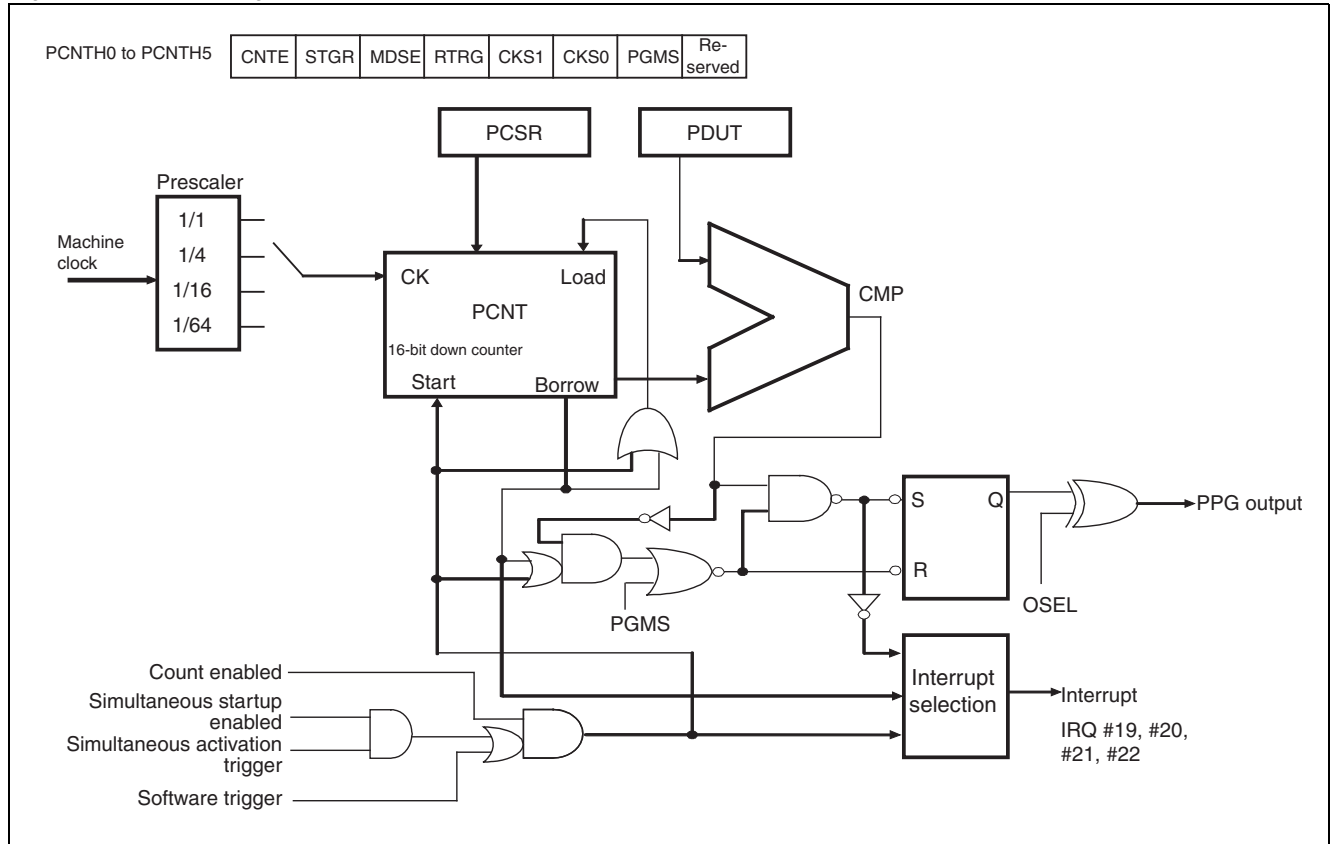 PCNTH0 to PCNTH5
CNTE STGR MDSE RTRG CKS1 CKS0 PGMS Re-
served
PCSR
PDUT
Prescaler
1/1
1/4
1/16
1/64
Machine
clock
CK
Load
PCNT
16-bit down counter
Start
Borrow
CMP
S
Q
R
PPG output
OSEL
PGMS
Count enabled
Simultaneous startup
enabled
Simultaneous activation
trigger
Software trigger
Interrupt
selection
Interrupt
IRQ #19, #20,
#21, #22